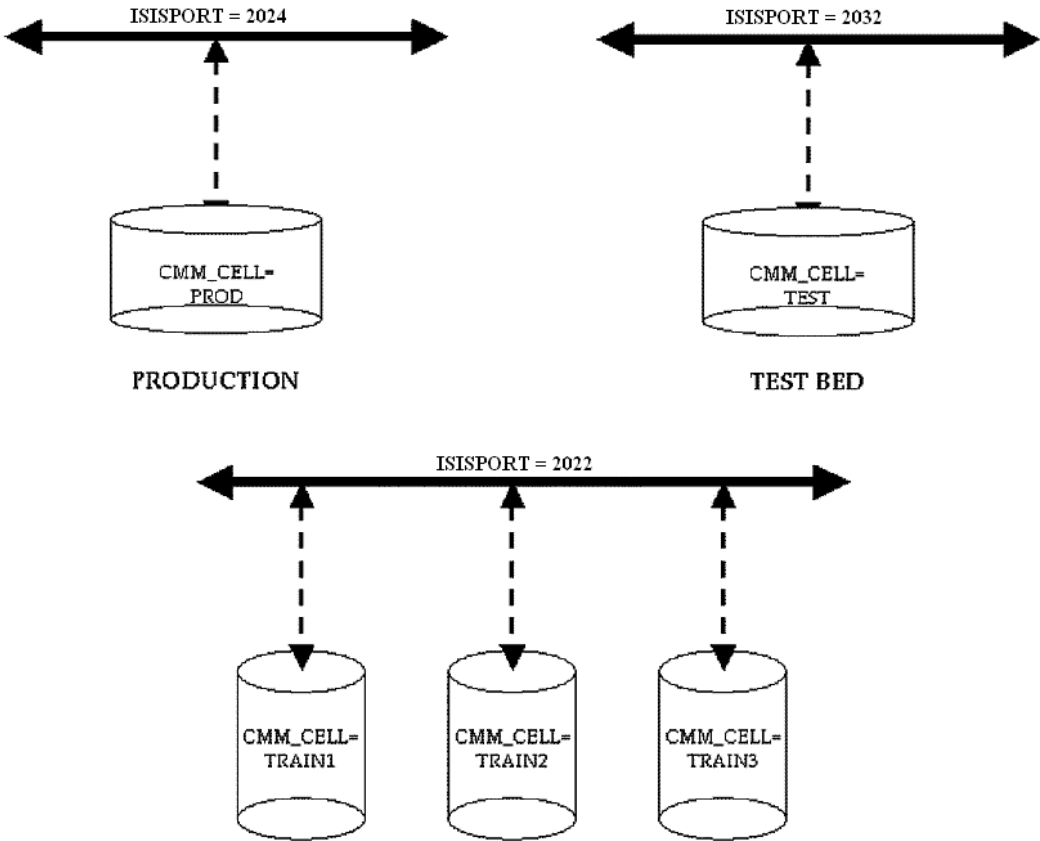 ISISPORT = 2024
ISISPORT = 2032
CMM_CELL=
PROD
CMM_CELL=
TEST
PRODUCTION
TEST BED
ISISPORT = 2022
CMM_CELL=
TRAIN1
CMM_CELL=
TRAIN2
CMM_CELL=
TRAIN3